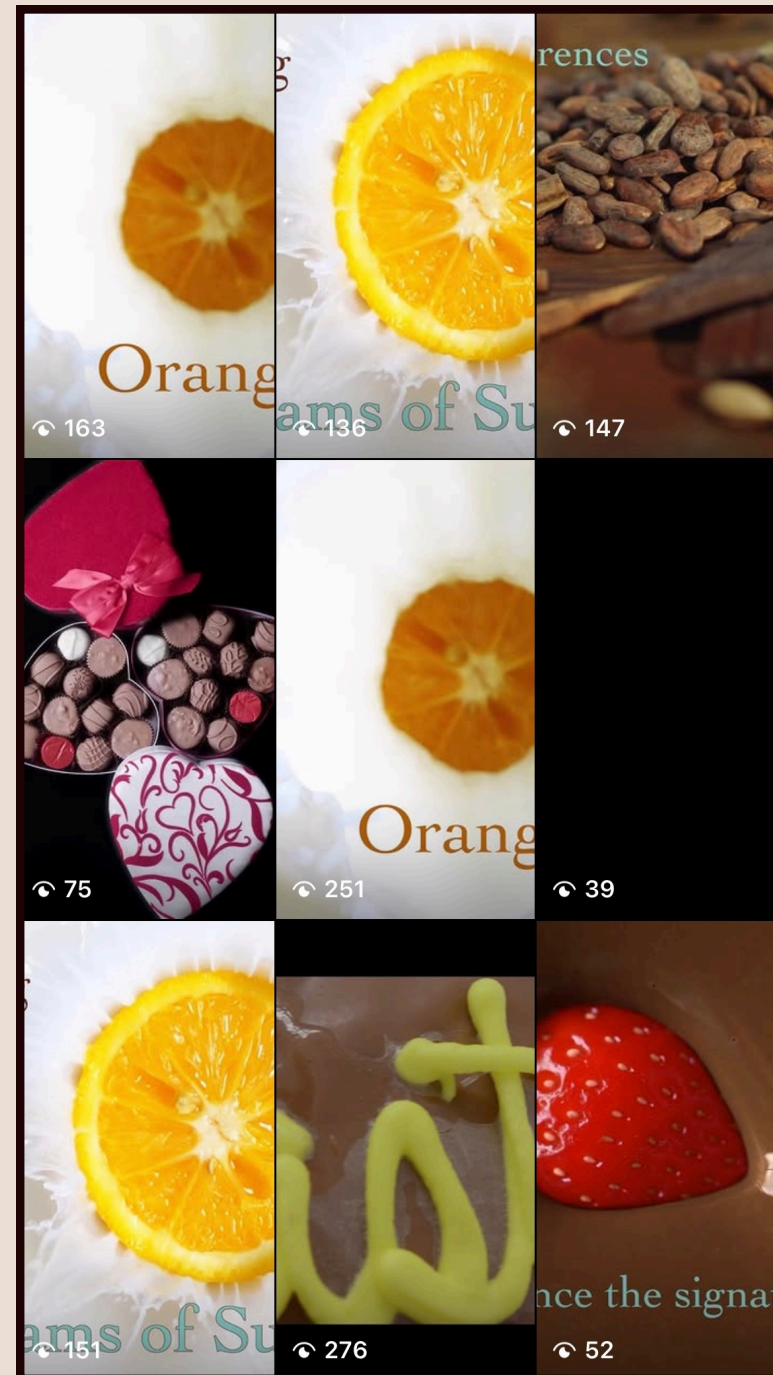 g
rences
Orang
ams of Su
163
136
147
Orang
75
251
39
ams of Su
nce the signa
151
276
52